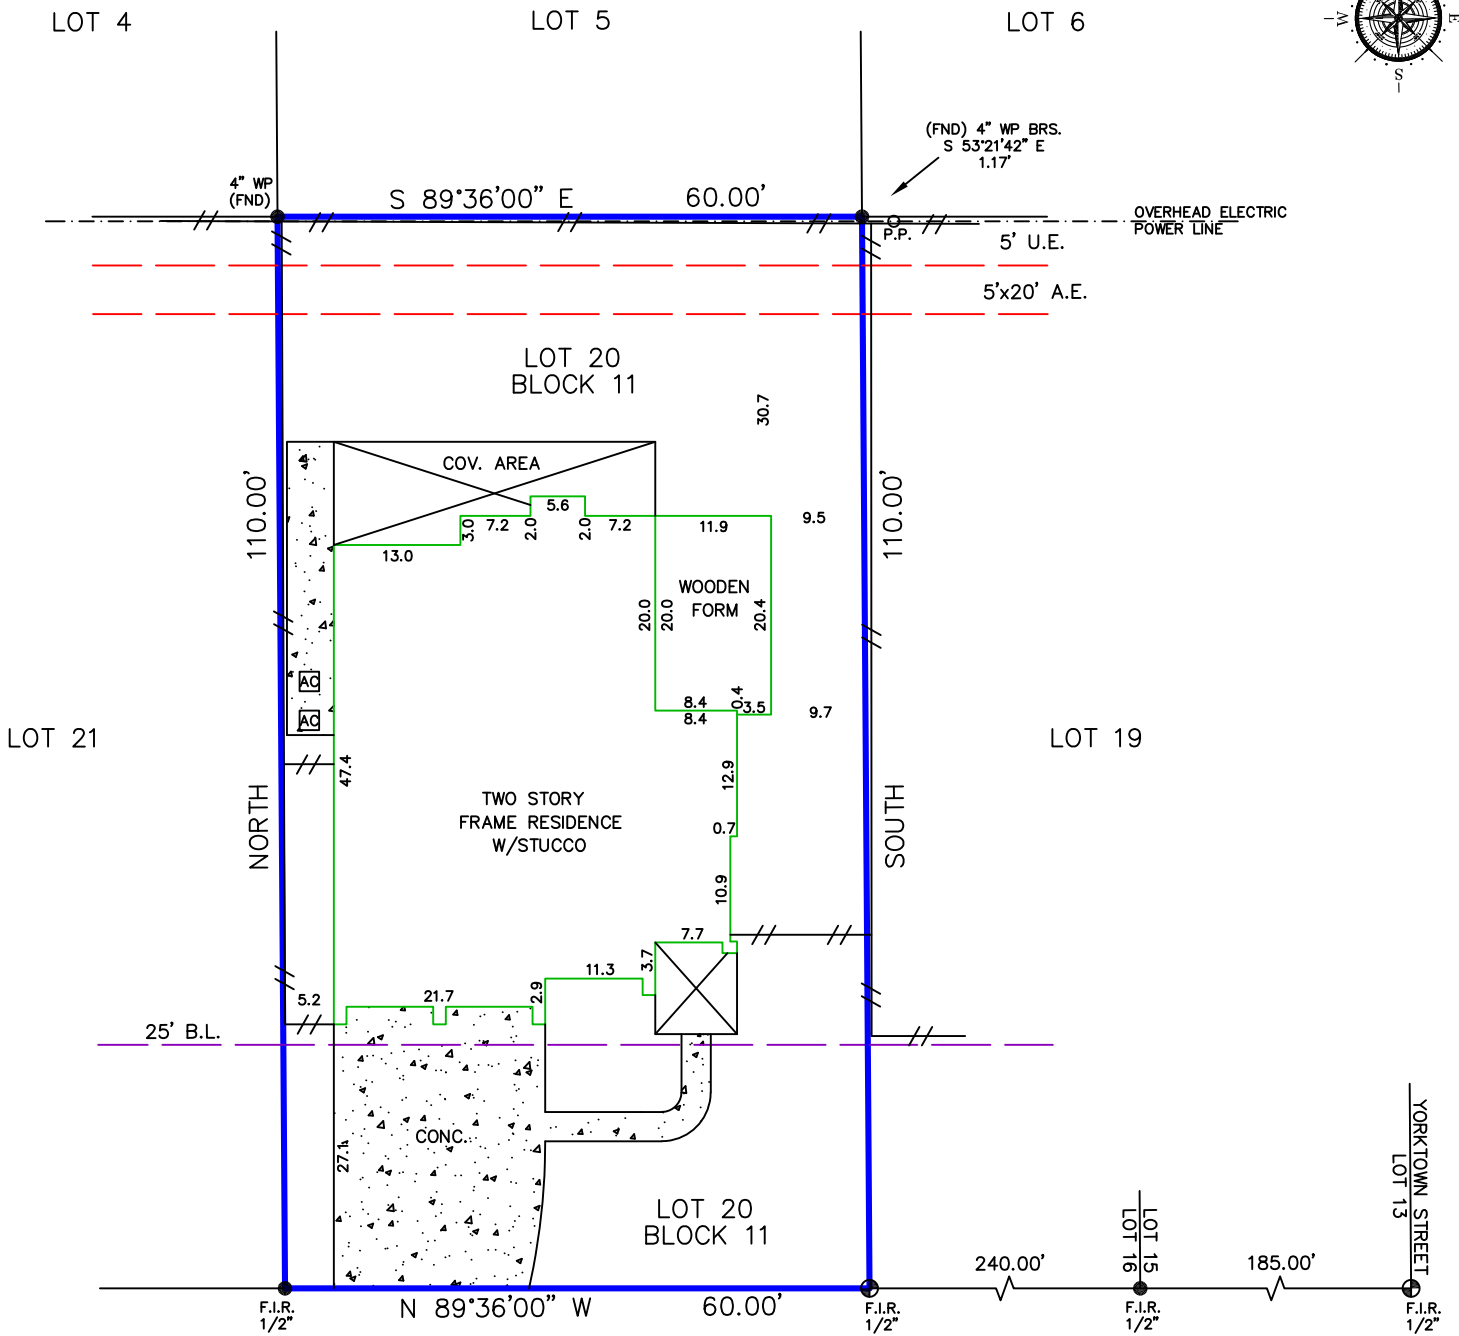 LOT 4
LOT 5
LOT 6
W
E
S
(FND) 4" WP BRS.
S 53°21'42" E
1.17'
4" WP
(FND)
S 89°36'00" E
60.00'
P.P.
OVERHEAD ELECTRIC
POWER LINE
5' U.E.
5'x20' A.E.
LOT 20
BLOCK 11
30.7
COV. AREA
110.00'
110.00'
5.6
3.0
7.2
2.0
2.0
7.2
11.9
9.5
13.0
WOODEN
FORM
20.0
20.0
20.4
AC
AC
8.4
8.4
0.4
3.5
9.7
LOT 21
LOT 19
47.4
12.9
TWO STORY
FRAME RESIDENCE
W/STUCCO
0.7
NORTH
SOUTH
10.9
7.7
3.7
11.3
2.9
21.7
5.2
25' B.L.
27.1
CONC.
LOT 20
BLOCK 11
YORKTOWN STREET
LOT 13
LOT 15
LOT 16
240.00'
185.00'
N 89°36'00" W
60.00'
F.I.R.
1/2"
F.I.R.
1/2"
F.I.R.
1/2"
F.I.R.
1/2"